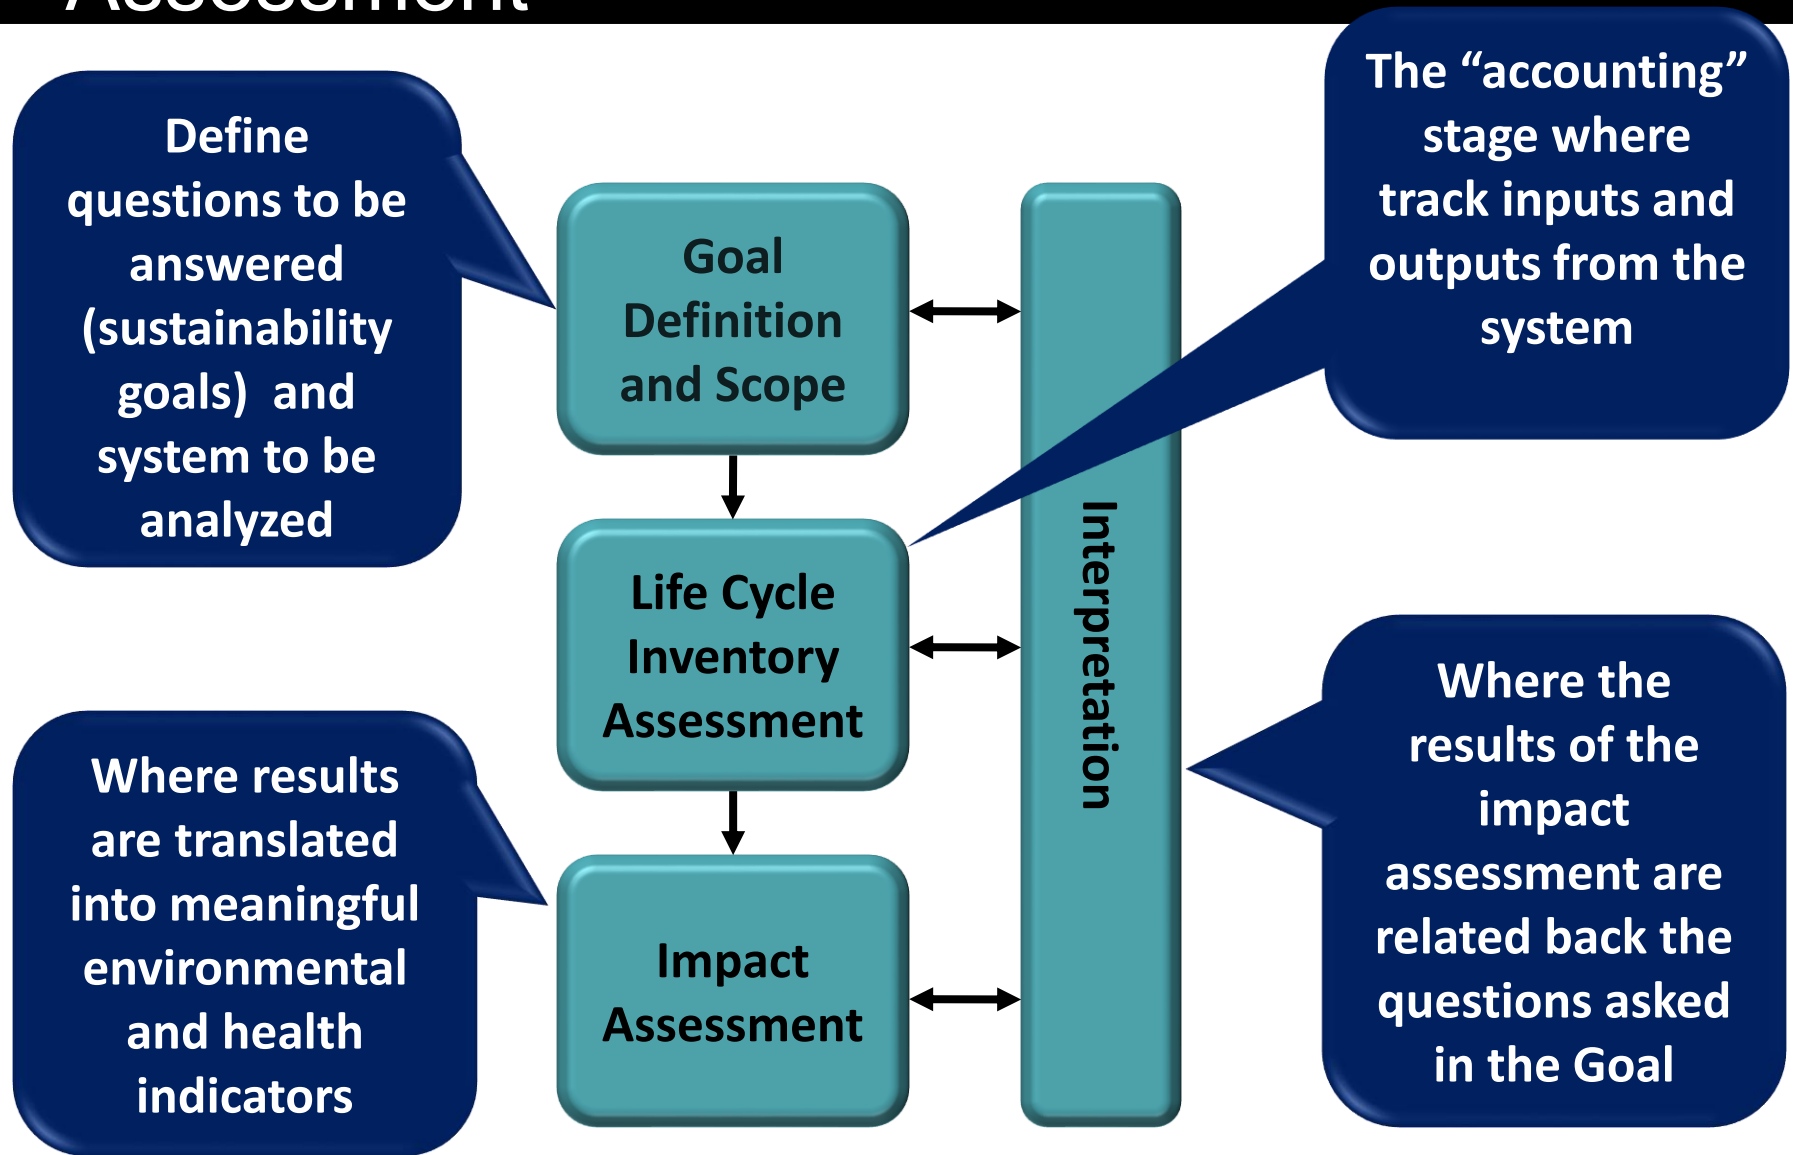 Assessment
Define
questions to be
answered
(sustainability
goals)  and
system to be
analyzed
Goal
Definition
and Scope
The “accounting”
stage where
track inputs and
outputs from the
system
Life Cycle
Inventory
Assessment
Interpretation
Where results
are translated
into meaningful
environmental
and health
indicators
Impact
Assessment
Where the
results of the
impact
assessment are
related back the
questions asked
in the Goal